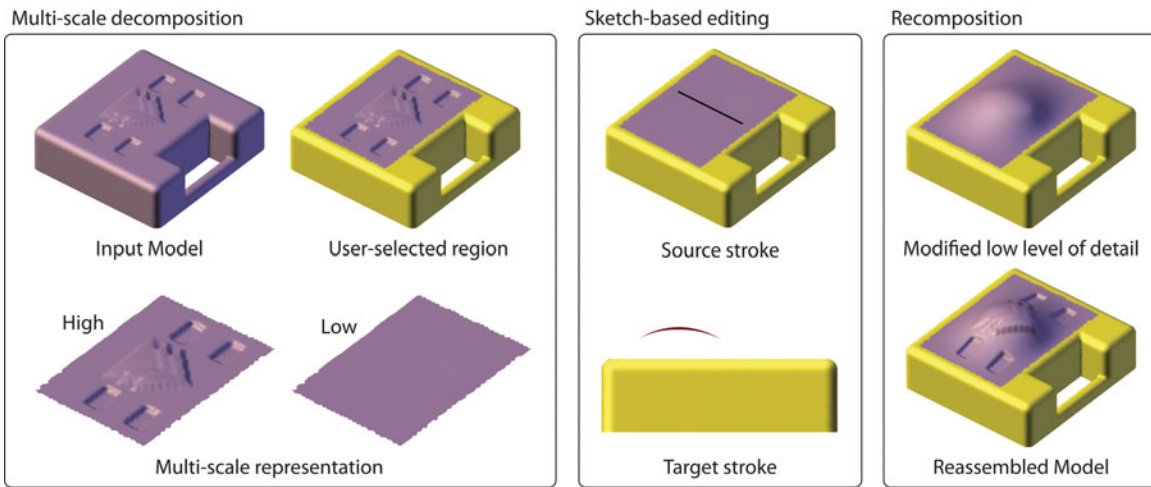 Multi-scale decomposition
Input Model
User-selected region
High
Low
Multi-scale representation
Sketch-based editing
Source stroke
Target stroke
Recomposition
Modified low level of detail
Reassembled Model